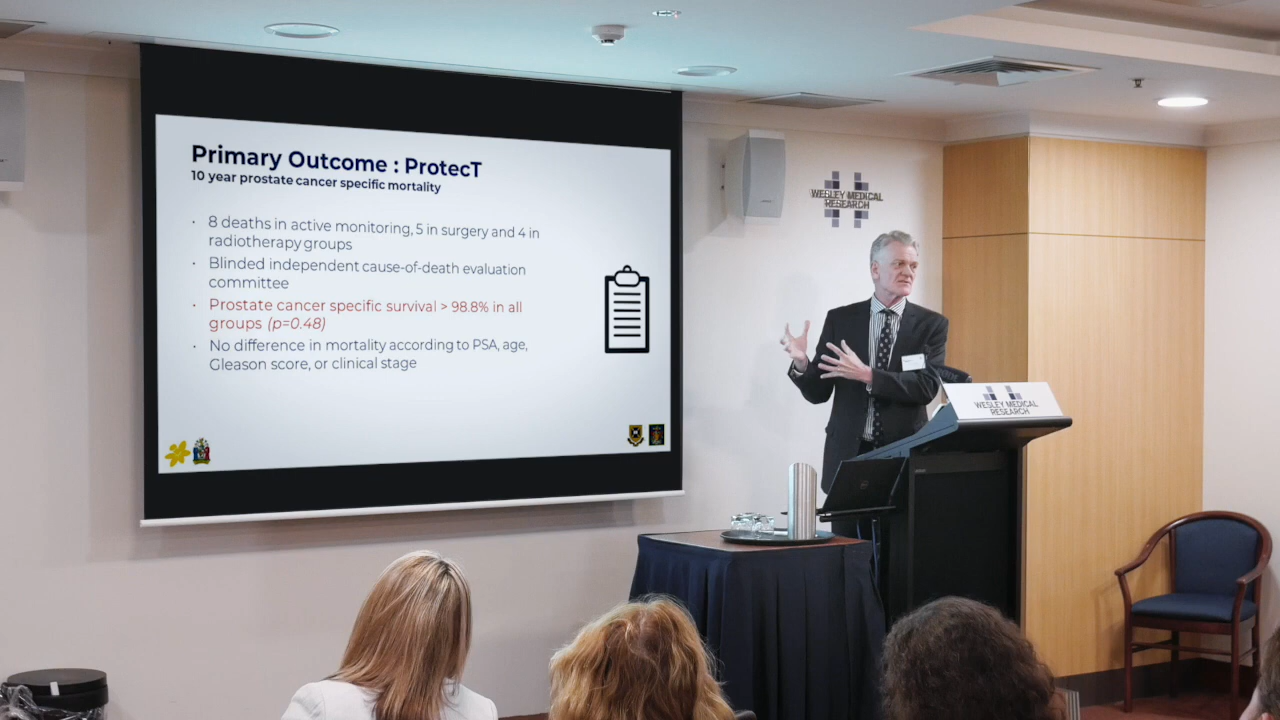 Primary Outcome : ProtecT
10 year prostate cancer specific mortality
· 8 deaths in active monitoring, 5 in surgery and 4 in
radiotherapy groups
· Blinded independent cause-of-death evaluation
committee
· Prostate cancer specific survival > 98.8% in all
groups (p=0.48)
· No difference in mortality according to PSA, age,
Gleason score, or clinical stage
WESLEY MEDICAL
RESEARCH
WESLEY MEDICAL
RESEARCH